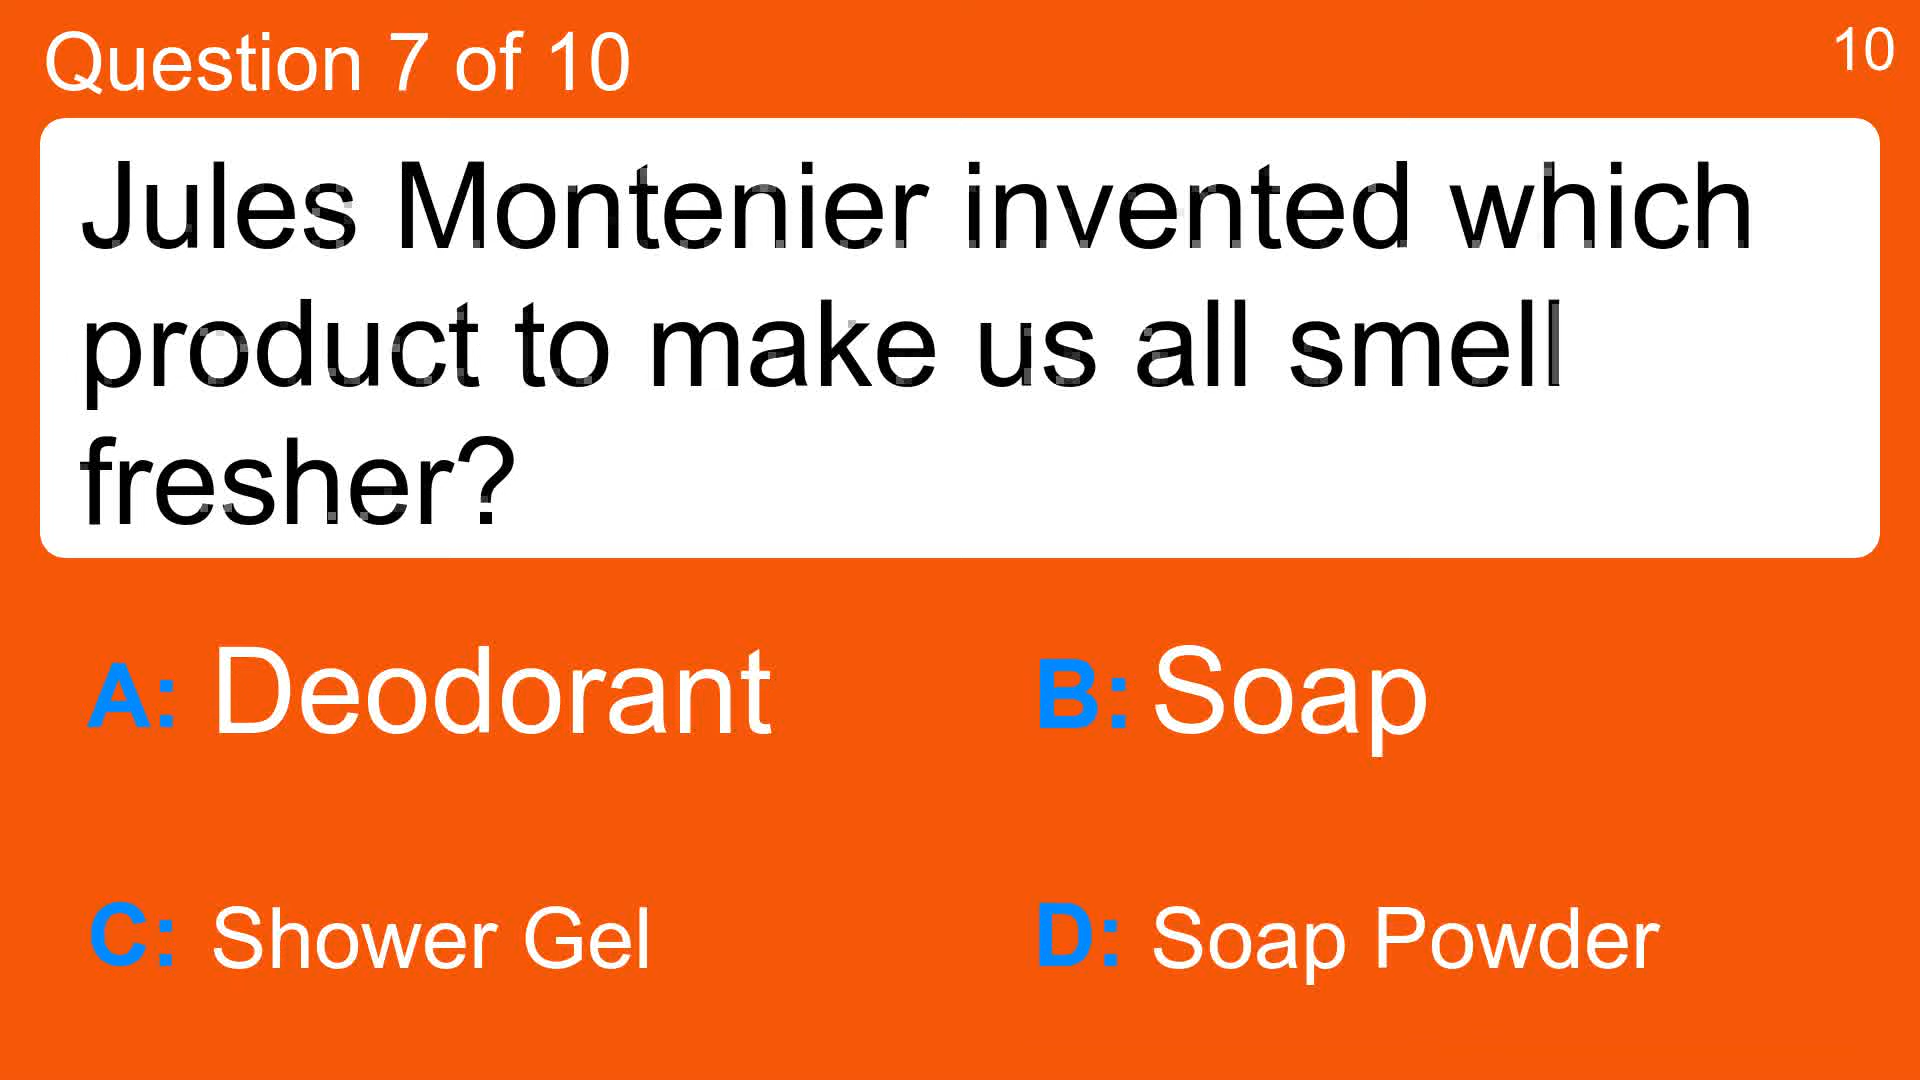 Question 7 of 10
10
Jules Montenier invented which
product to make us all smell
fresher?
A: Deodorant
B: Soap
C: Shower Gel
D: Soap Powder